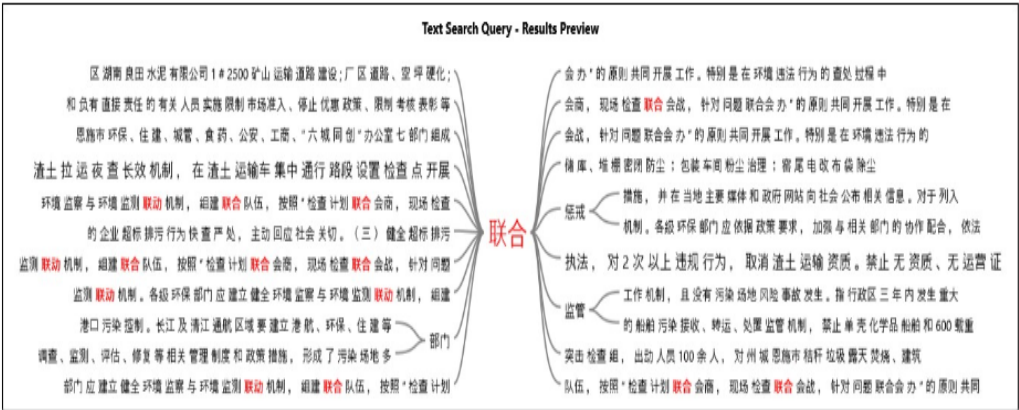 Text Search Query - Results Preview
区湖南良田水泥有限公司1#2500矿山运输道路建设;厂区道路、空坪硬化;
和负有直接责任的有关人员实施限制市场准入、停止优惠政策、限制考核表彰等
恩施市环保、住建、城管、食药、公安、工商、"六城同创"办公室七部门组成
渣土拉运夜查长效机制，在渣土运输车集中通行路段设置检查点开展
环境监察与环境监测联动机制，组建联合队伍，按照"检查计划联合会商，现场检查
的企业超标排污行为快查严处，主动回应社会关切。（三）健全超标排污
监测联动机制，组建联合队伍，按照"检查计划联合会商，现场检查联合会战，针对问题
监测联动机制。各级环保部门应建立健全环境监察与环境监测联动机制，组建
港口污染控制。长江及清江通航区域要建立港航、环保、住建等
调查、监测、评估、修复等相关管理制度和政策措施，形成了污染场地多
部门
部门应建立健全环境监察与环境监测联动机制，组建联合队伍，按照"检查计划
联合
会办"的原则共同开展工作。特别是在环境违法行为的查处过程中
会商，现场检查联合会战，针对问题联合会办"的原则共同开展工作。特别是在
会战，针对问题联合会办"的原则共同开展工作。特别是在环境违法行为的
储库、堆棚密闭防尘；包装车间粉尘治理；窑尾电改布袋除尘
惩戒
措施，并在当地主要媒体和政府网站向社会公布相关信息。对于列入
机制。各级环保部门应依据政策要求，加强与相关部门的协作配合，依法
执法，对2次以上违规行为，取消渣土运输资质。禁止无资质、无运营证
监管
工作机制，且没有污染场地风险事故发生。指行政区三年内发生重大
的船舶污染接收、转运、处置监管机制，禁止单壳化学品船舶和600载重
突击检查组，出动人员100余人，对州城恩施市秸秆垃圾露天焚烧、建筑
队伍，按照"检查计划联合会商，现场检查联合会战，针对问题联合会办"的原则共同